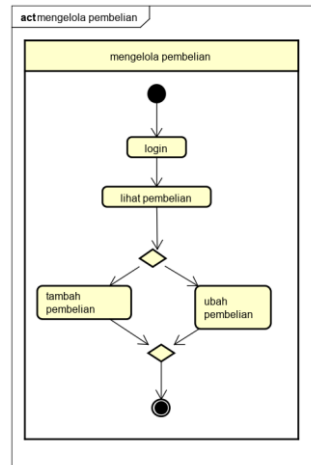 act mengelola pembelian
mengelola pembelian
login
lihat pembelian
tambah
pembelian
ubah
pembelian